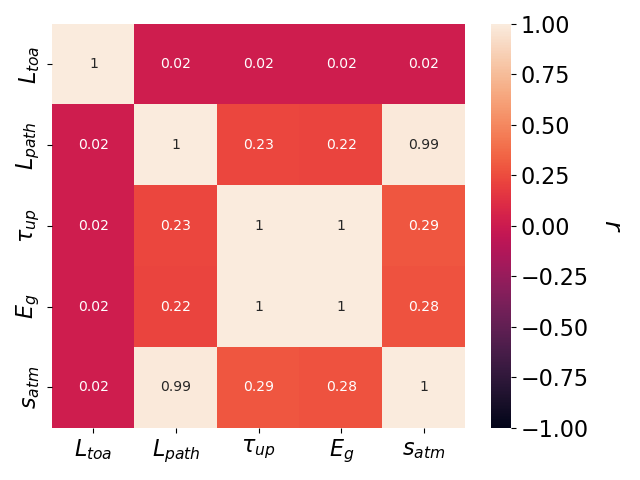 L_toa 1 0.02 0.02 0.02 0.02
L_path 0.02 1 0.23 0.22 0.99
τ_up 0.02 0.23 1 1 0.29
E_g 0.02 0.22 1 1 0.28
s_atm 0.02 0.99 0.29 0.28 1
L_toa L_path τ_up E_g s_atm
1.00
0.75
0.50
0.25
0.00
−0.25
−0.50
−0.75
−1.00
r